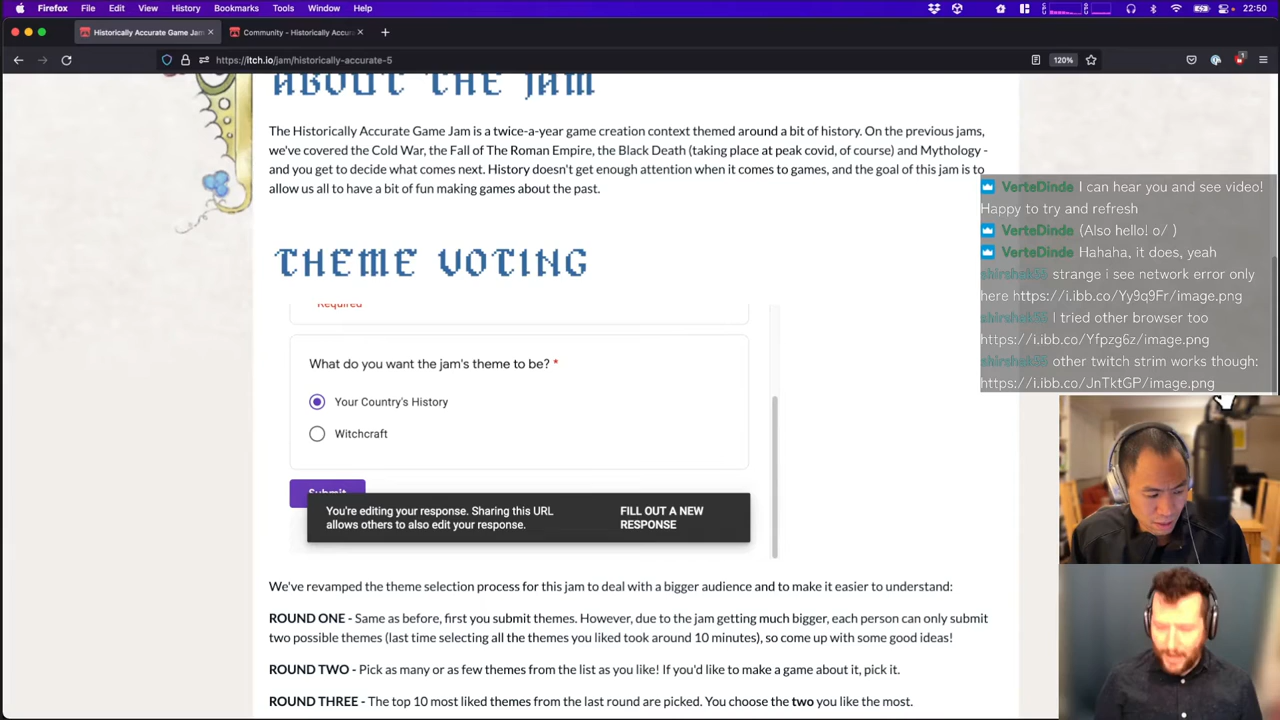 Firefox File Edit View History Bookmarks Tools Window Help 22:50
Historically Accurate Game Jam Community - Historically Accura
https://itch.io/jam/historically-accurate-5 120%
ABOUT THE JAM
The Historically Accurate Game Jam is a twice-a-year game creation context themed around a bit of history. On the previous jams,
we've covered the Cold War, the Fall of The Roman Empire, the Black Death (taking place at peak covid, of course) and Mythology -
and you get to decide what comes next. History doesn't get enough attention when it comes to games, and the goal of this jam is to
allow us all to have a bit of fun making games about the past.
THEME VOTING
Required
What do you want the jam's theme to be? *
Your Country's History
Witchcraft
Submit
You're editing your response. Sharing this URL
allows others to also edit your response.
FILL OUT A NEW
RESPONSE
We've revamped the theme selection process for this jam to deal with a bigger audience and to make it easier to understand:
ROUND ONE - Same as before, first you submit themes. However, due to the jam getting much bigger, each person can only submit
two possible themes (last time selecting all the themes you liked took around 10 minutes), so come up with some good ideas!
ROUND TWO - Pick as many or as few themes from the list as you like! If you'd like to make a game about it, pick it.
ROUND THREE - The top 10 most liked themes from the last round are picked. You choose the two you like the most.
VerteDinde I can hear you and see video!
Happy to try and refresh
VerteDinde (Also hello! o/ )
VerteDinde Hahaha, it does, yeah
strange i see network error only
here https://i.ibb.co/Yy9q9Fr/image.png
I tried other browser too
https://i.ibb.co/Yfpzg6z/image.png
other twitch strim works though:
https://i.ibb.co/JnTktGP/image.png